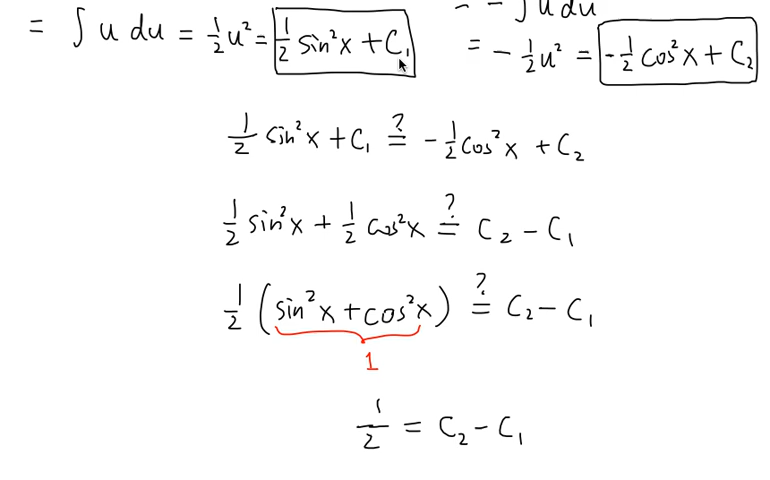 = ∫ u du = ½u² = ½ sin²x + C₁
- ∫ u du
= - ½u² = -½ cos²x + C₂
½ sin²x + C₁ ≟ -½ cos²x + C₂
½ sin²x + ½ cos²x ≟ C₂ - C₁
½ (sin²x + cos²x) ≟ C₂ - C₁
1
½ = C₂ - C₁